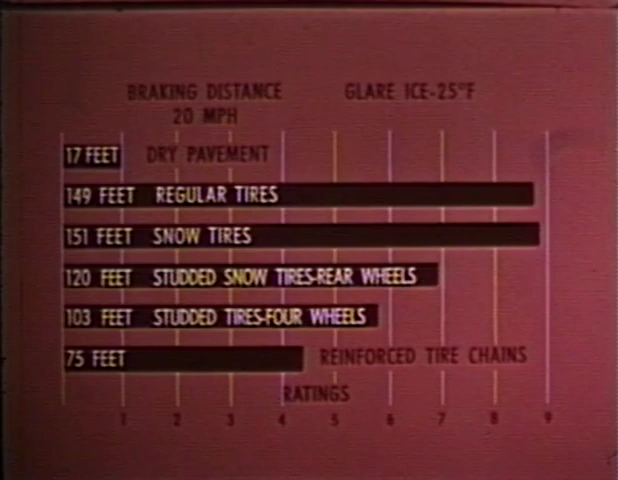 BRAKING DISTANCE GLARE ICE-25°F
20 MPH
17 FEET DRY PAVEMENT
149 FEET REGULAR TIRES
151 FEET SNOW TIRES
120 FEET STUDDED SNOW TIRES-REAR WHEELS
103 FEET STUDDED TIRES-FOUR WHEELS
75 FEET REINFORCED TIRE CHAINS
RATINGS
1 2 3 4 5 6 7 8 9